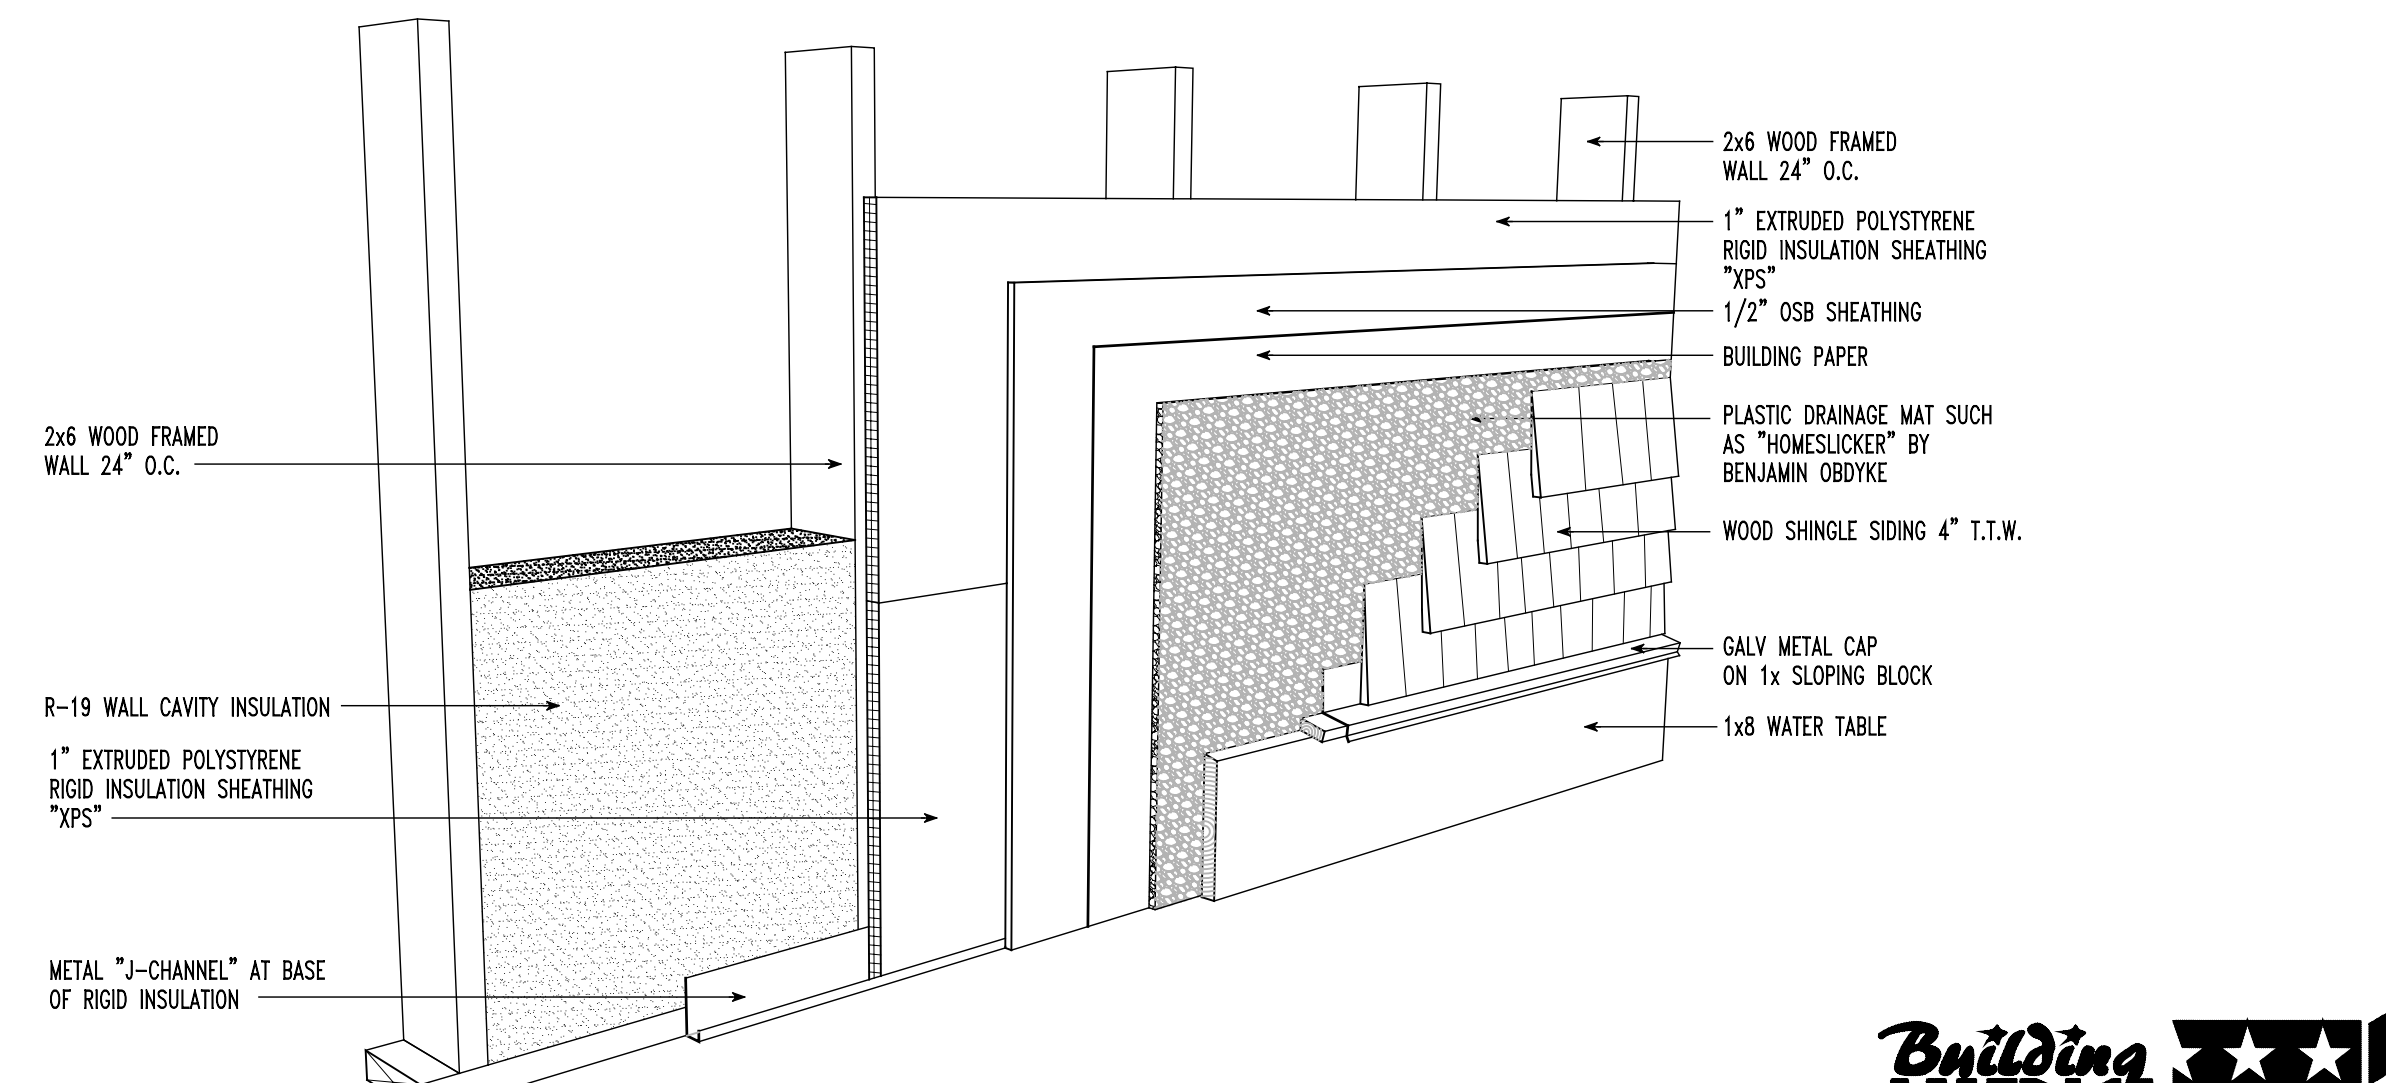 2x6 WOOD FRAMED
WALL 24" O.C.
R-19 WALL CAVITY INSULATION
1" EXTRUDED POLYSTYRENE
RIGID INSULATION SHEATHING
"XPS"
METAL "J-CHANNEL" AT BASE
OF RIGID INSULATION
2x6 WOOD FRAMED
WALL 24" O.C.
1" EXTRUDED POLYSTYRENE
RIGID INSULATION SHEATHING
"XPS"
1/2" OSB SHEATHING
BUILDING PAPER
PLASTIC DRAINAGE MAT SUCH
AS "HOMESLICKER" BY
BENJAMIN OBDYKE
WOOD SHINGLE SIDING 4" T.T.W.
GALV METAL CAP
ON 1x SLOPING BLOCK
1x8 WATER TABLE
Building